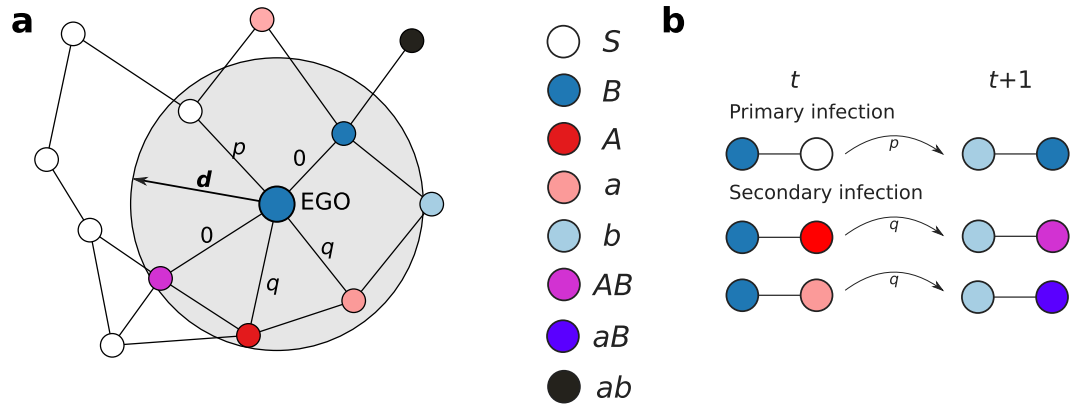 a
p
0
d
EGO
0
q
q
S
B
A
a
b
AB
aB
ab
b
t
t+1
Primary infection
p
Secondary infection
q
q